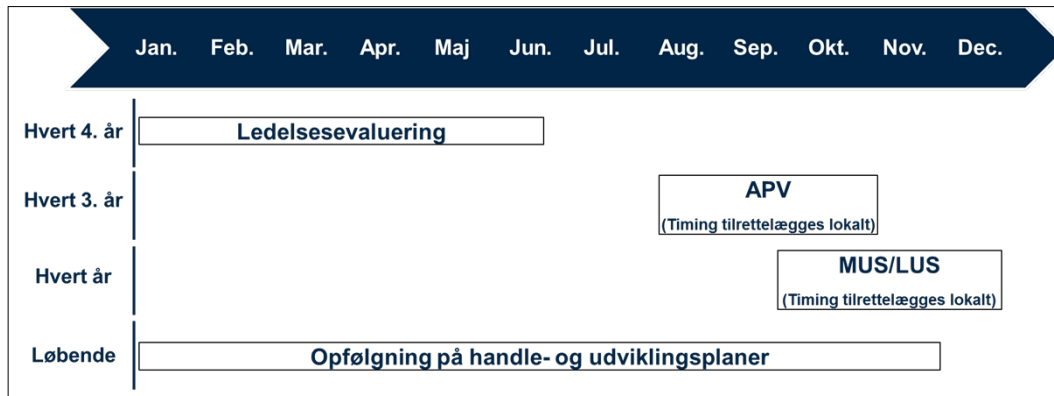 Jan. Feb. Mar. Apr. Maj Jun. Jul. Aug. Sep. Okt. Nov. Dec.
Hvert 4. år
Ledelsesevaluering
Hvert 3. år
APV
(Timing tilrettelægges lokalt)
Hvert år
MUS/LUS
(Timing tilrettelægges lokalt)
Løbende
Opfølgning på handle- og udviklingsplaner